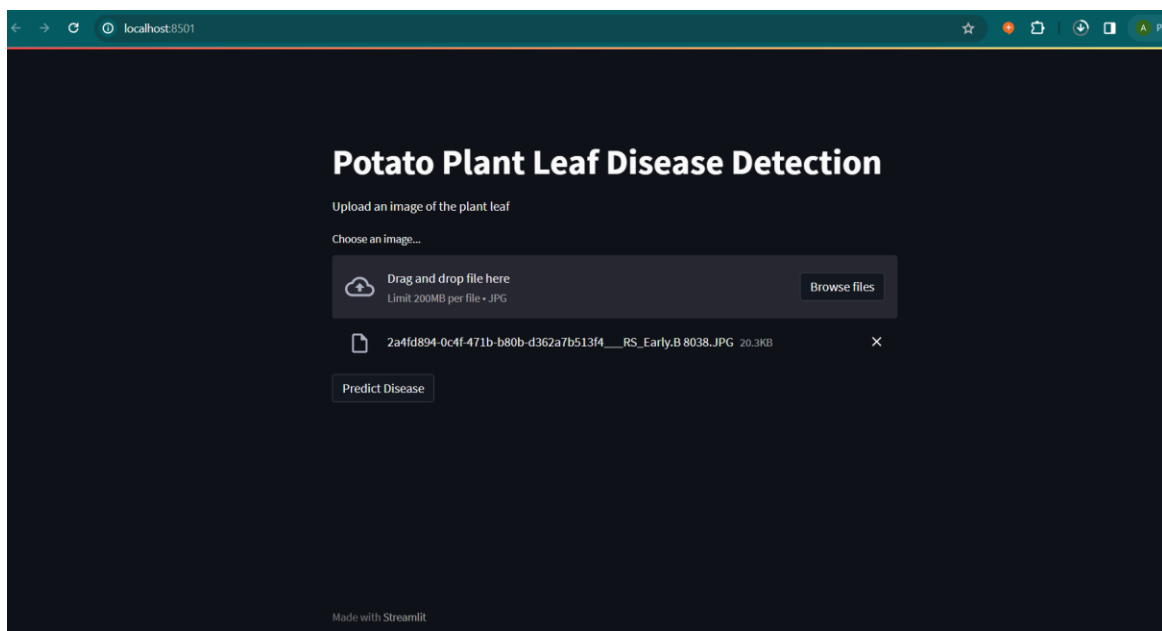 localhost:8501
A P
Potato Plant Leaf Disease Detection
Upload an image of the plant leaf
Choose an image...
Drag and drop file here
Limit 200MB per file • JPG
Browse files
2a4fd894-0c4f-471b-b80b-d362a7b513f4___RS_Early.B 8038.JPG 20.3KB
Predict Disease
Made with Streamlit